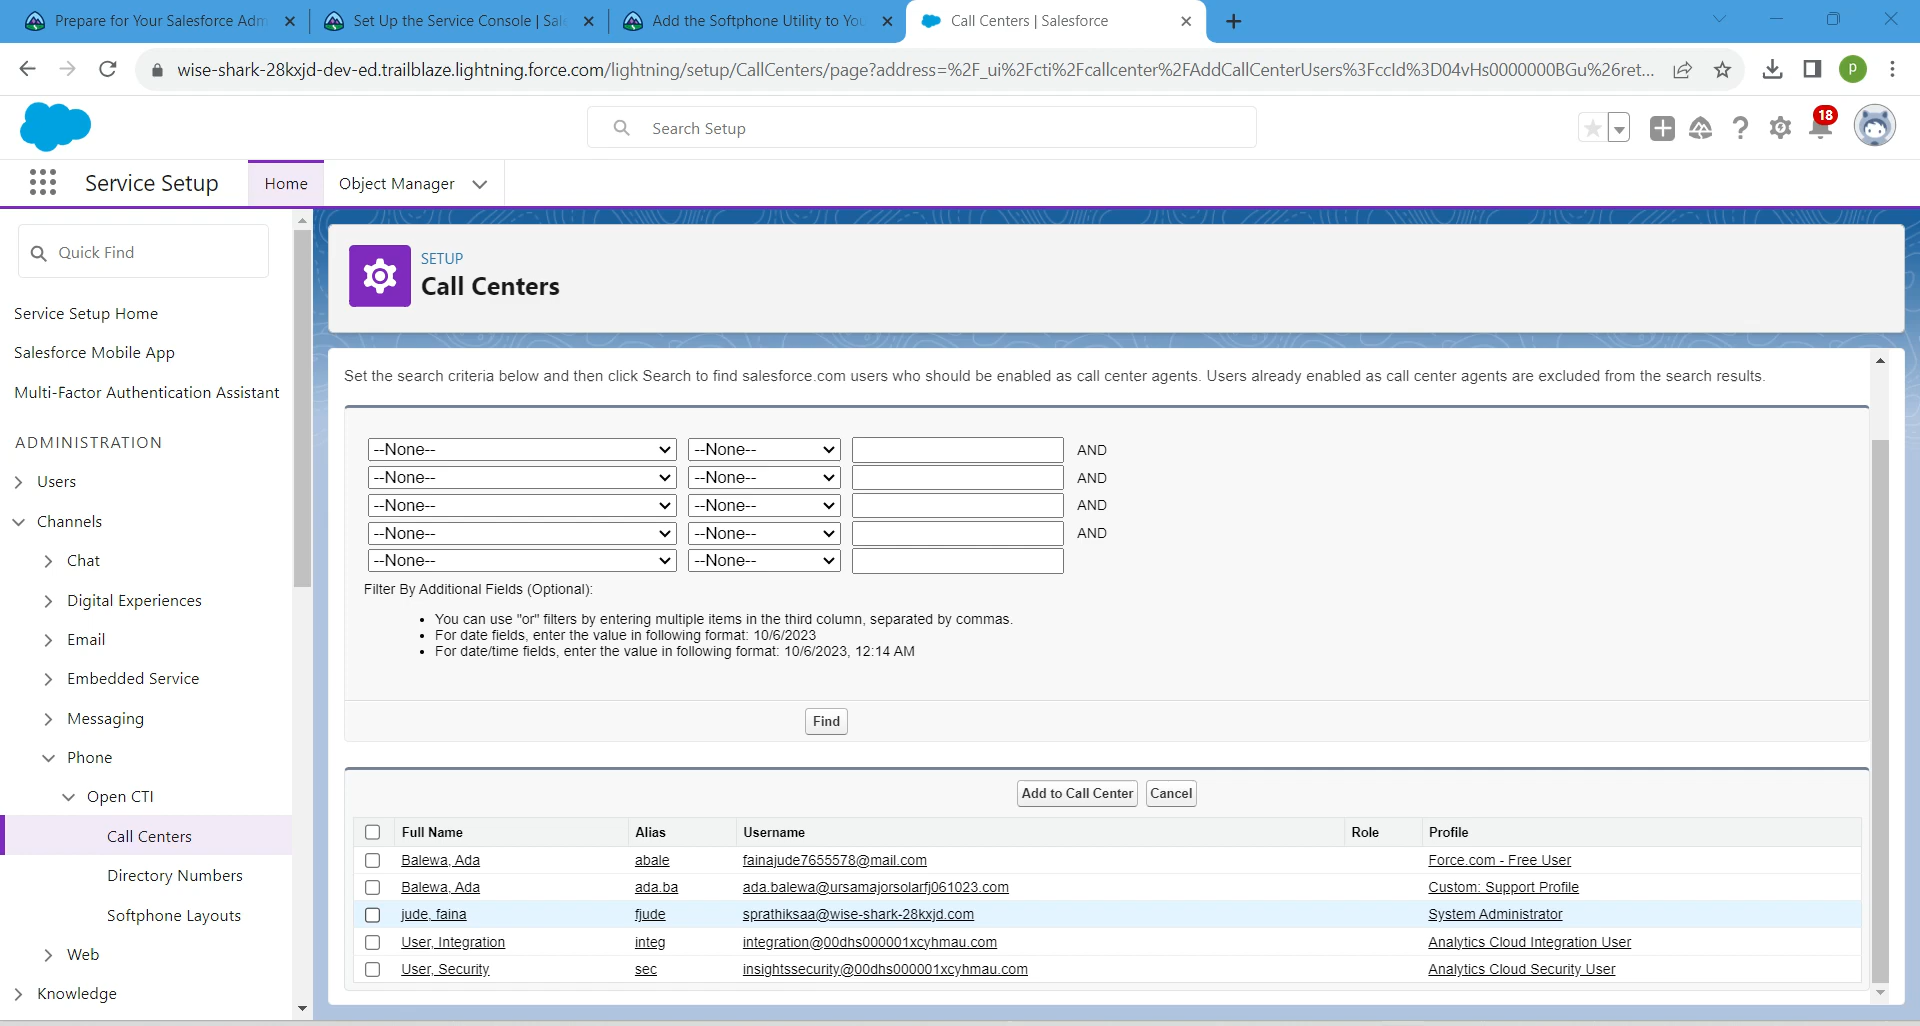 Prepare for Your Salesforce Adm
Set Up the Service Console | Sal
Add the Softphone Utility to You
Call Centers | Salesforce
wise-shark-28kxjd-dev-ed.trailblaze.lightning.force.com/lightning/setup/CallCenters/page?address=%2F_ui%2Fcti%2Fcallcenter%2FAddCallCenterUsers%3Fccld%3D04vHs0000000BGu%26ret...
P
Search Setup
18
Service Setup
Home
Object Manager
Quick Find
Service Setup Home
Salesforce Mobile App
Multi-Factor Authentication Assistant
ADMINISTRATION
Users
Channels
Chat
Digital Experiences
Email
Embedded Service
Messaging
Phone
Open CTI
Call Centers
Directory Numbers
Softphone Layouts
Web
Knowledge
SETUP
Call Centers
Set the search criteria below and then click Search to find salesforce.com users who should be enabled as call center agents. Users already enabled as call center agents are excluded from the search results.
--None-- --None-- AND
--None-- --None-- AND
--None-- --None-- AND
--None-- --None-- AND
--None-- --None--
Filter By Additional Fields (Optional):
• You can use "or" filters by entering multiple items in the third column, separated by commas.
• For date fields, enter the value in following format: 10/6/2023
• For date/time fields, enter the value in following format: 10/6/2023, 12:14 AM
Find
Add to Call Center Cancel
Full Name Alias Username Role Profile
Balewa, Ada abale fainajude7655578@mail.com Force.com - Free User
Balewa, Ada ada.ba ada.balewa@ursamajorsolarfj061023.com Custom: Support Profile
jude, faina fjude sprathiksaa@wise-shark-28kxjd.com System Administrator
User, Integration integ integration@00dhs000001xcyhmau.com Analytics Cloud Integration User
User, Security sec insightssecurity@00dhs000001xcyhmau.com Analytics Cloud Security User